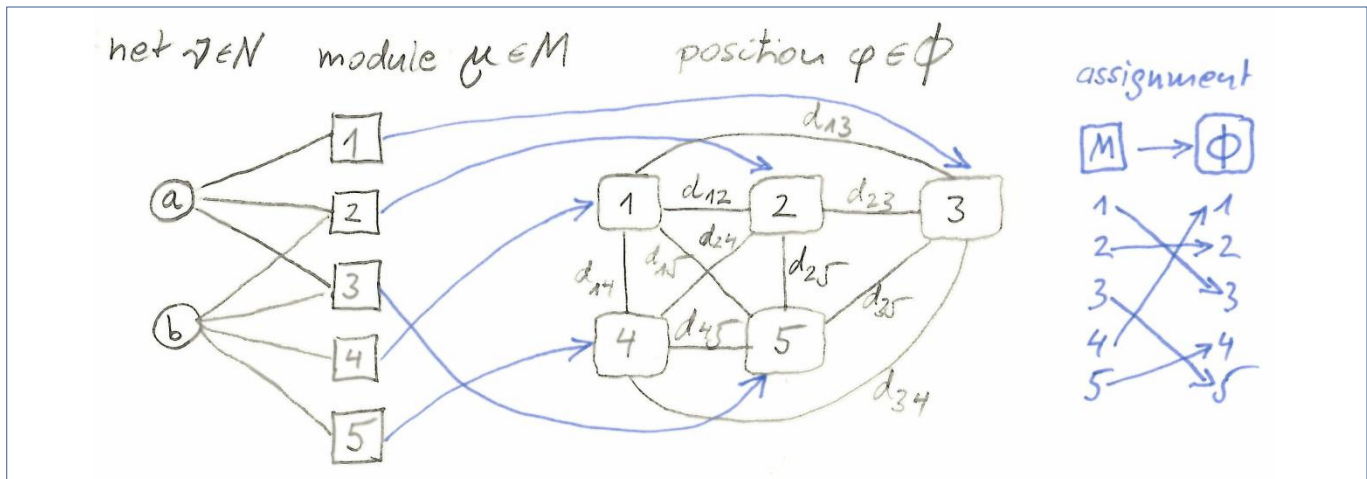 net ν∈N module μ∈M position φ∈Φ
assignment
M → Φ
a
b
1
2
3
4
5
1
2
3
4
5
d13
d12
d23
d24
d15
d14
d25
d35
d45
d34
1 1
2 2
3 3
4 4
5 5